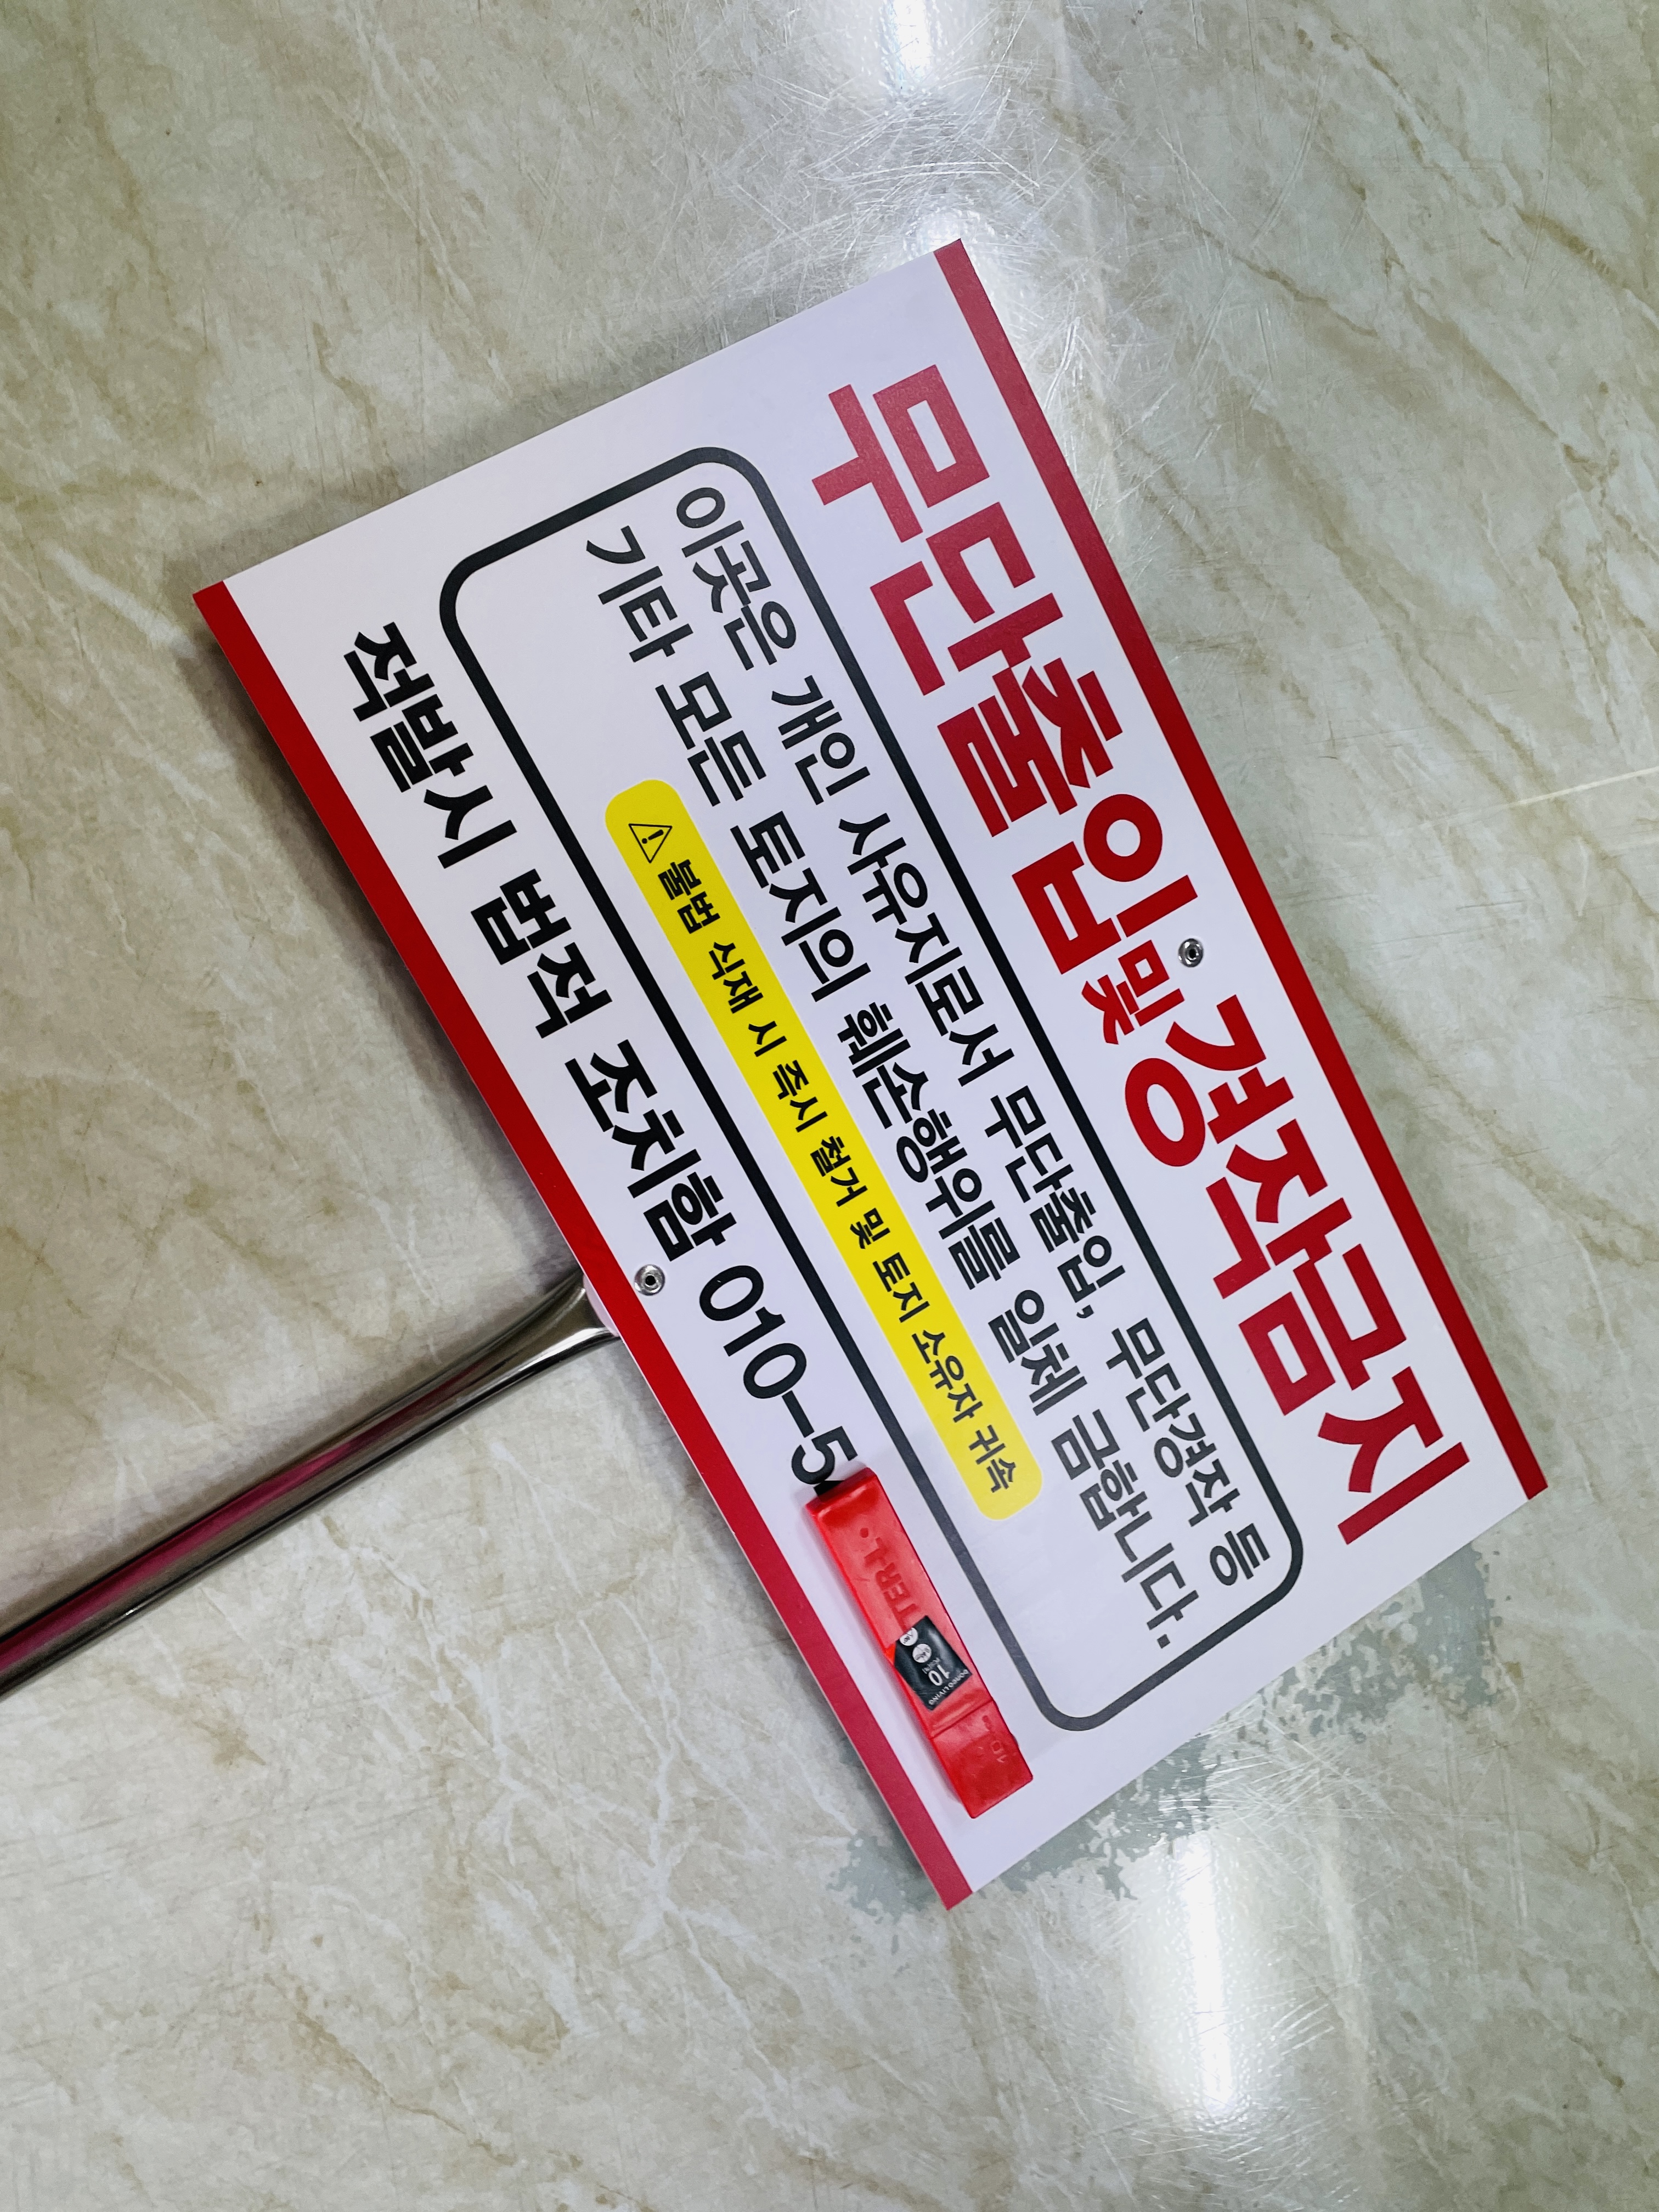 무단출입및경작금지
이곳은 개인 사유지로서 무단출입, 무단경작 등
기타 모든 토지의 훼손행위를 일체 금합니다.
불법 식재 시 즉시 철거 및 토지 소유자 귀속
적발시 법적 조치함 010-5
10